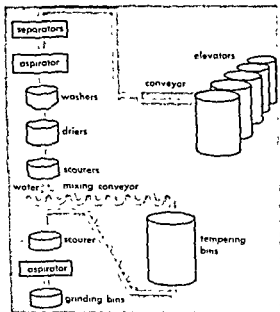 separators
elevators
aspirator
conveyor
washers
driers
scourers
water
mixing conveyor
scourer
tempering
bins
aspirator
grinding bins